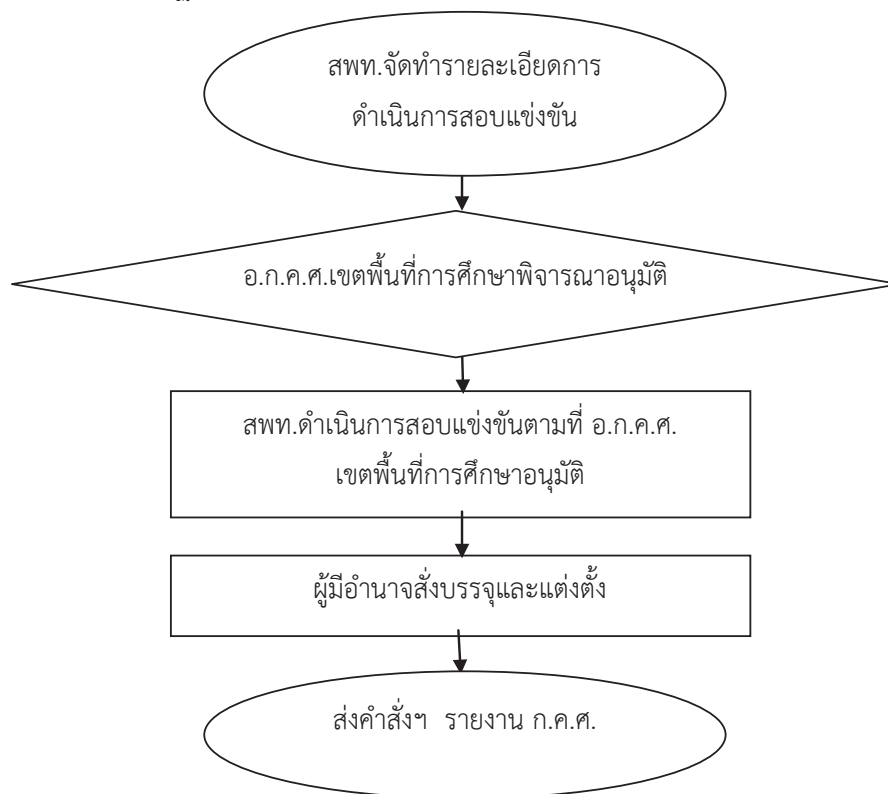 สพท.จัดทำรายละเอียดการ
ดำเนินการสอบแข่งขัน
อ.ก.ค.ศ.เขตพื้นที่การศึกษาพิจารณาอนุมัติ
สพท.ดำเนินการสอบแข่งขันตามที่ อ.ก.ค.ศ.
เขตพื้นที่การศึกษาอนุมัติ
ผู้มีอำนาจสั่งบรรจุและแต่งตั้ง
ส่งคำสั่งฯ รายงาน ก.ค.ศ.